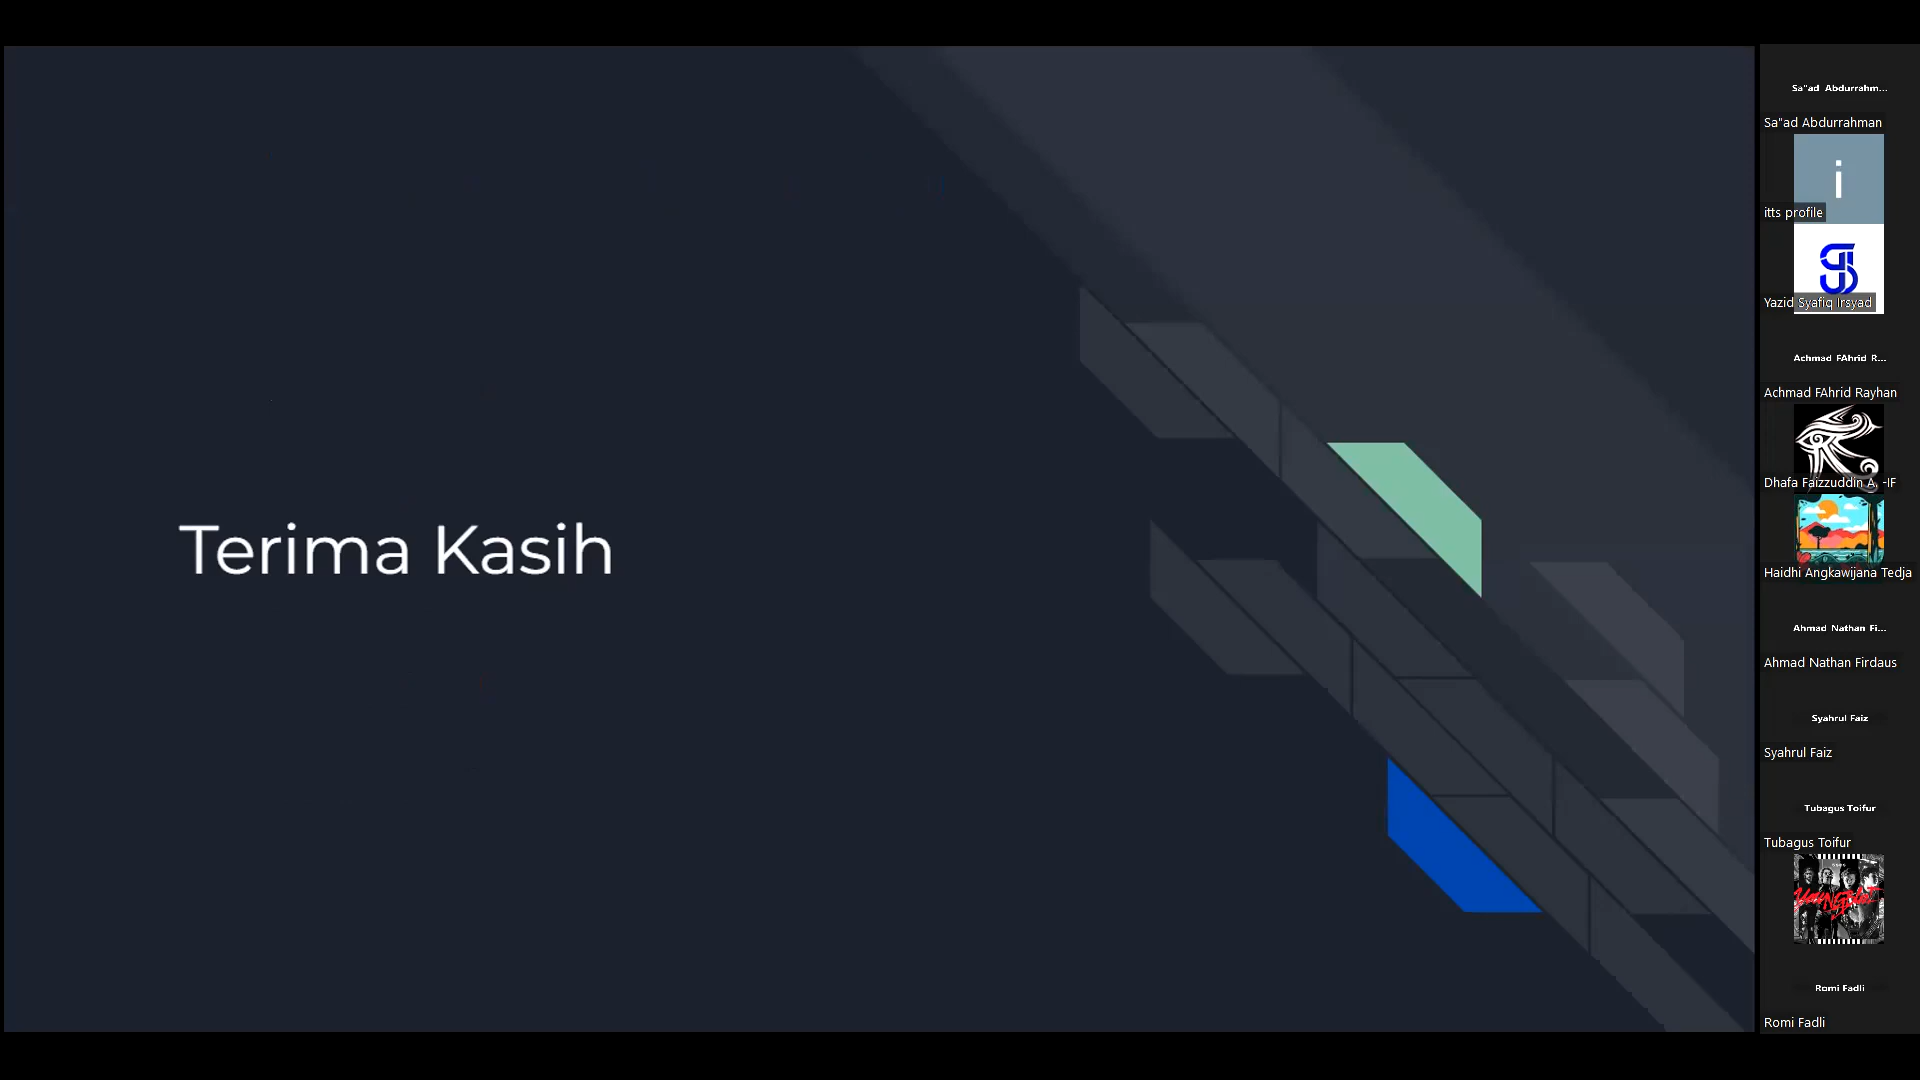 Terima Kasih
Sa"ad Abdurrahm...
Sa"ad Abdurrahman
i
itts profile
Yazid Syafiq Irsyad
Achmad FAhrid R...
Achmad FAhrid Rayhan
Dhafa Faizzuddin A. -IF
Haidhi Angkawijana Tedja
Ahmad Nathan Fi...
Ahmad Nathan Firdaus
Syahrul Faiz
Syahrul Faiz
Tubagus Toifur
Tubagus Toifur
YOUNGBLOOD
Romi Fadli
Romi Fadli